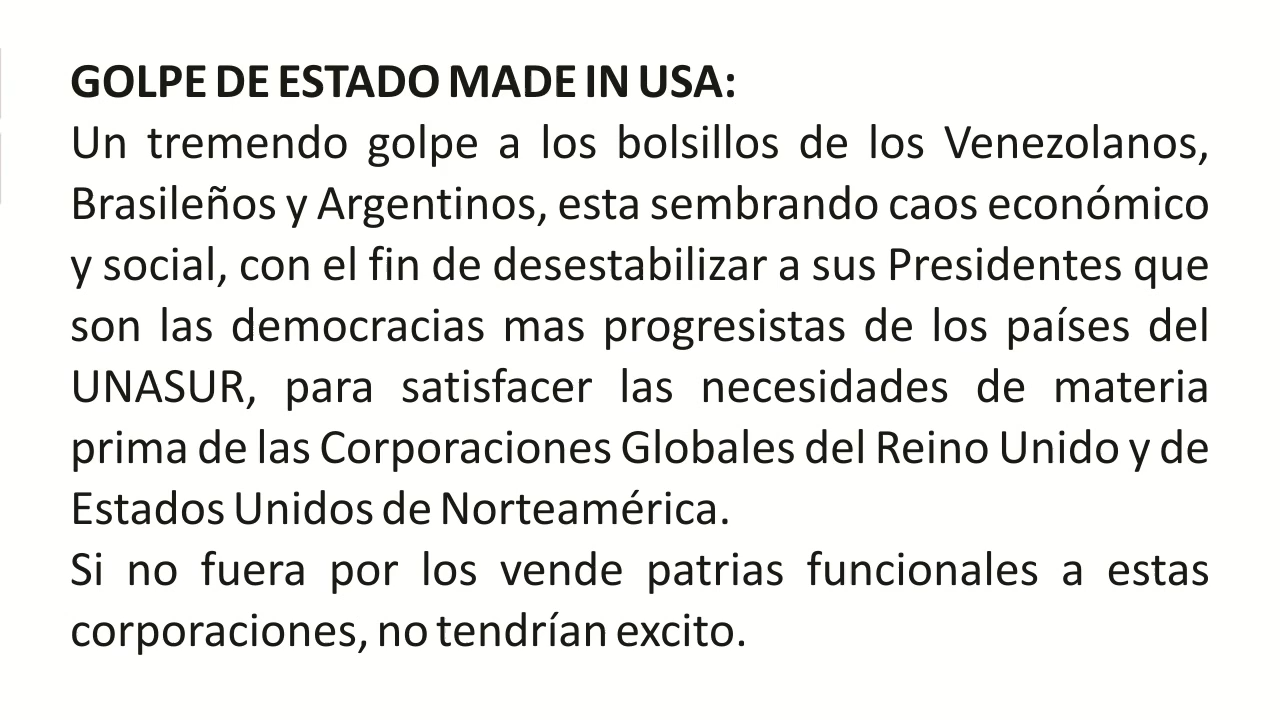 GOLPE DE ESTADO MADE IN USA:
Un tremendo golpe a los bolsillos de los Venezolanos,
Brasileños y Argentinos, esta sembrando caos económico
y social, con el fin de desestabilizar a sus Presidentes que
son las democracias mas progresistas de los países del
UNASUR, para satisfacer las necesidades de materia
prima de las Corporaciones Globales del Reino Unido y de
Estados Unidos de Norteamérica.
Si no fuera por los vende patrias funcionales a estas
corporaciones, no tendrían excito.